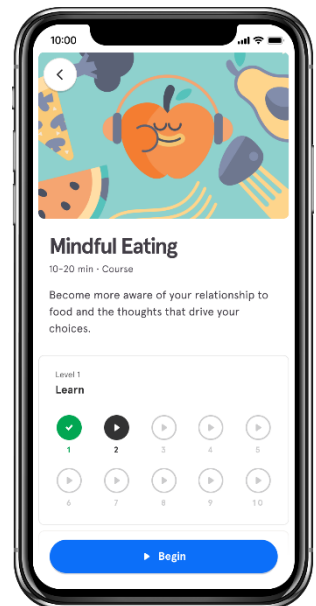 10:00
Mindful Eating
10-20 min · Course
Become more aware of your relationship to
food and the thoughts that drive your
choices.
Level 1
Learn
1 2 3 4 5
6 7 8 9 10
Begin